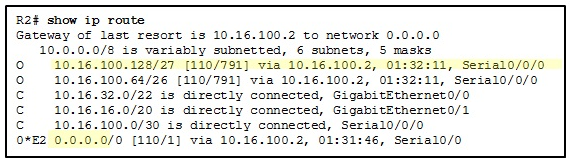 R2# show ip route
Gateway of last resort is 10.16.100.2 to network 0.0.0.0
10.0.0.0/8 is variably subnetted, 6 subnets, 5 masks
O 10.16.100.128/27 [110/791] via 10.16.100.2, 01:32:11, Serial0/0/0
O 10.16.100.64/26 [110/791] via 10.16.100.2, 01:32:11, Serial0/0/0
C 10.16.32.0/22 is directly connected, GigabitEthernet0/0
C 10.16.16.0/20 is directly connected, GigabitEthernet0/1
C 10.16.100.0/30 is directly connected, Serial0/0/0
0*E2 0.0.0.0/0 [110/1] via 10.16.100.2, 01:31:46, Serial0/0